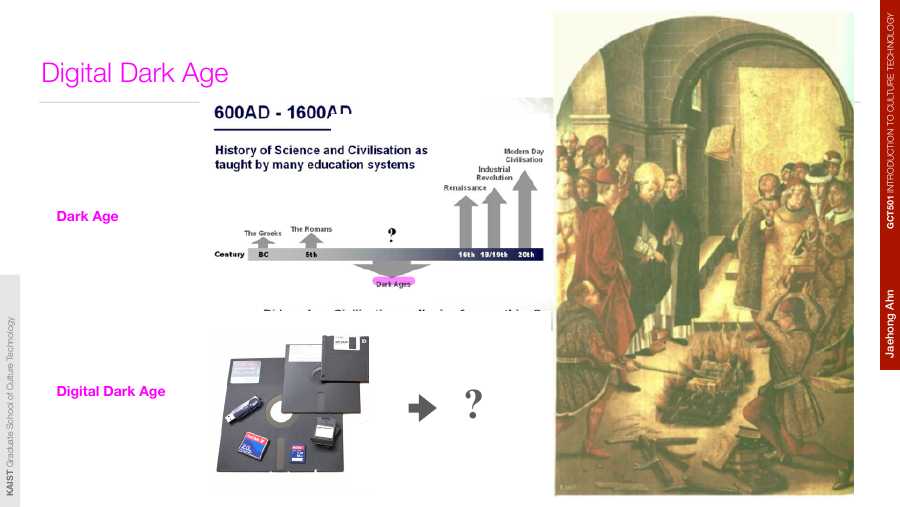 Digital Dark Age
600AD - 1600AD
History of Science and Civilisation as
taught by many education systems
Modern Day
Civilisation
Industrial
Revolution
Renaissance
The Greeks
The Romans
?
Century
BC
5th
16th
18/19th
20th
Dark Ages
Dark Age
Digital Dark Age
?
KAIST Graduate School of Culture Technology
GCT501 INTRODUCTION TO CULTURE TECHNOLOGY
Jaehong Ahn